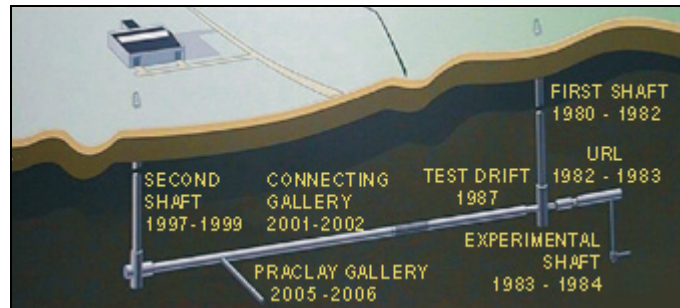 FIRST SHAFT
1980 - 1982
URL
1982 - 1983
TEST DRIFT
1987
SECOND
SHAFT
1997-1999
CONNECTING
GALLERY
2001-2002
EXPERIMENTAL
SHAFT
1983 - 1984
PRACLAY GALLERY
2005 -2006